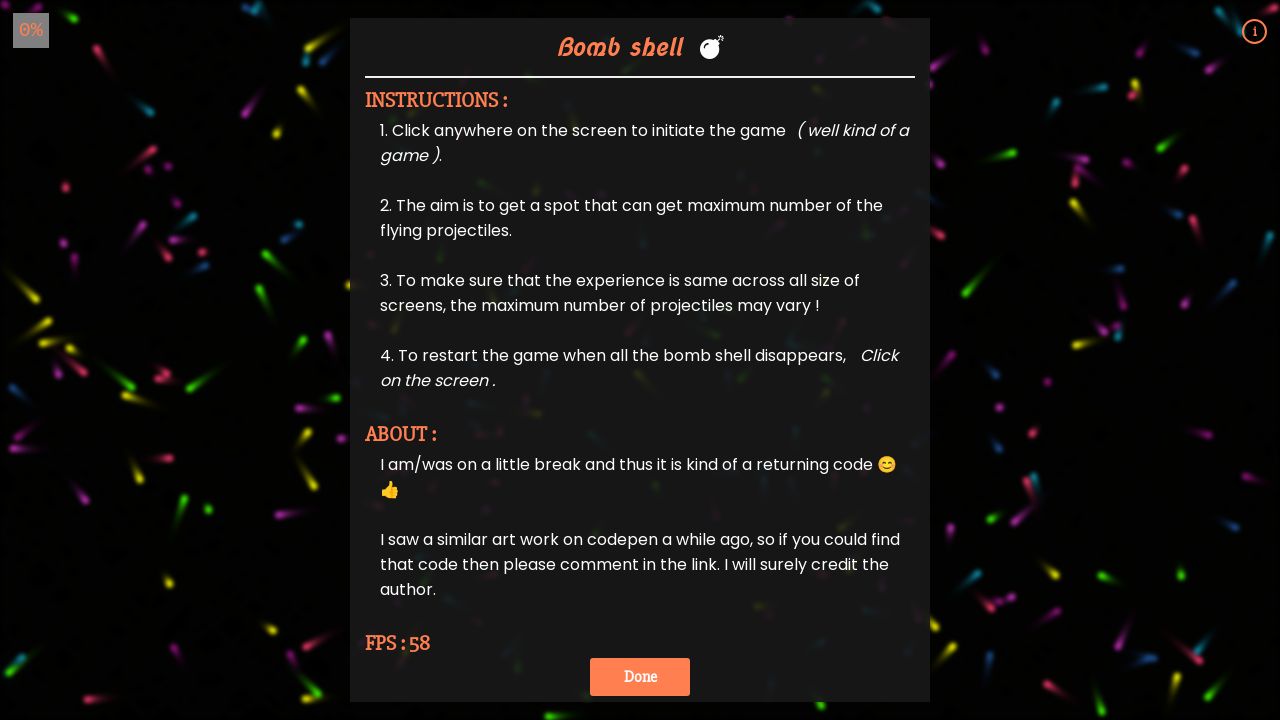 0%
i
Bomb shell 💣
INSTRUCTIONS :
1. Click anywhere on the screen to initiate the game ( well kind of a
game ).
2. The aim is to get a spot that can get maximum number of the
flying projectiles.
3. To make sure that the experience is same across all size of
screens, the maximum number of projectiles may vary !
4. To restart the game when all the bomb shell disappears, Click
on the screen .
ABOUT :
I am/was on a little break and thus it is kind of a returning code 😊
👍
I saw a similar art work on codepen a while ago, so if you could find
that code then please comment in the link. I will surely credit the
author.
FPS : 58
Done